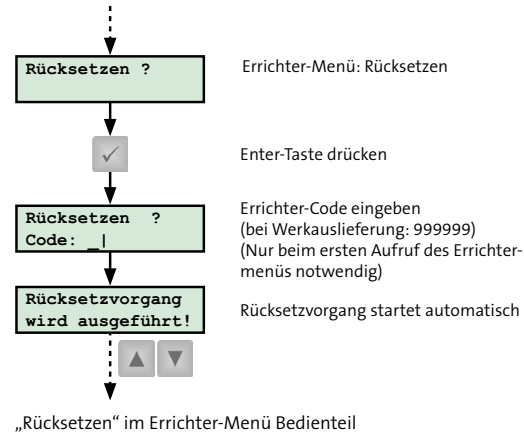 Rücksetzen ?
Errichter-Menü: Rücksetzen
Enter-Taste drücken
Rücksetzen ?
Code: _|
Errichter-Code eingeben
(bei Werkauslieferung: 999999)
(Nur beim ersten Aufruf des Errichter-
menüs notwendig)
Rücksetzvorgang
wird ausgeführt!
Rücksetzvorgang startet automatisch
„Rücksetzen“ im Errichter-Menü Bedienteil